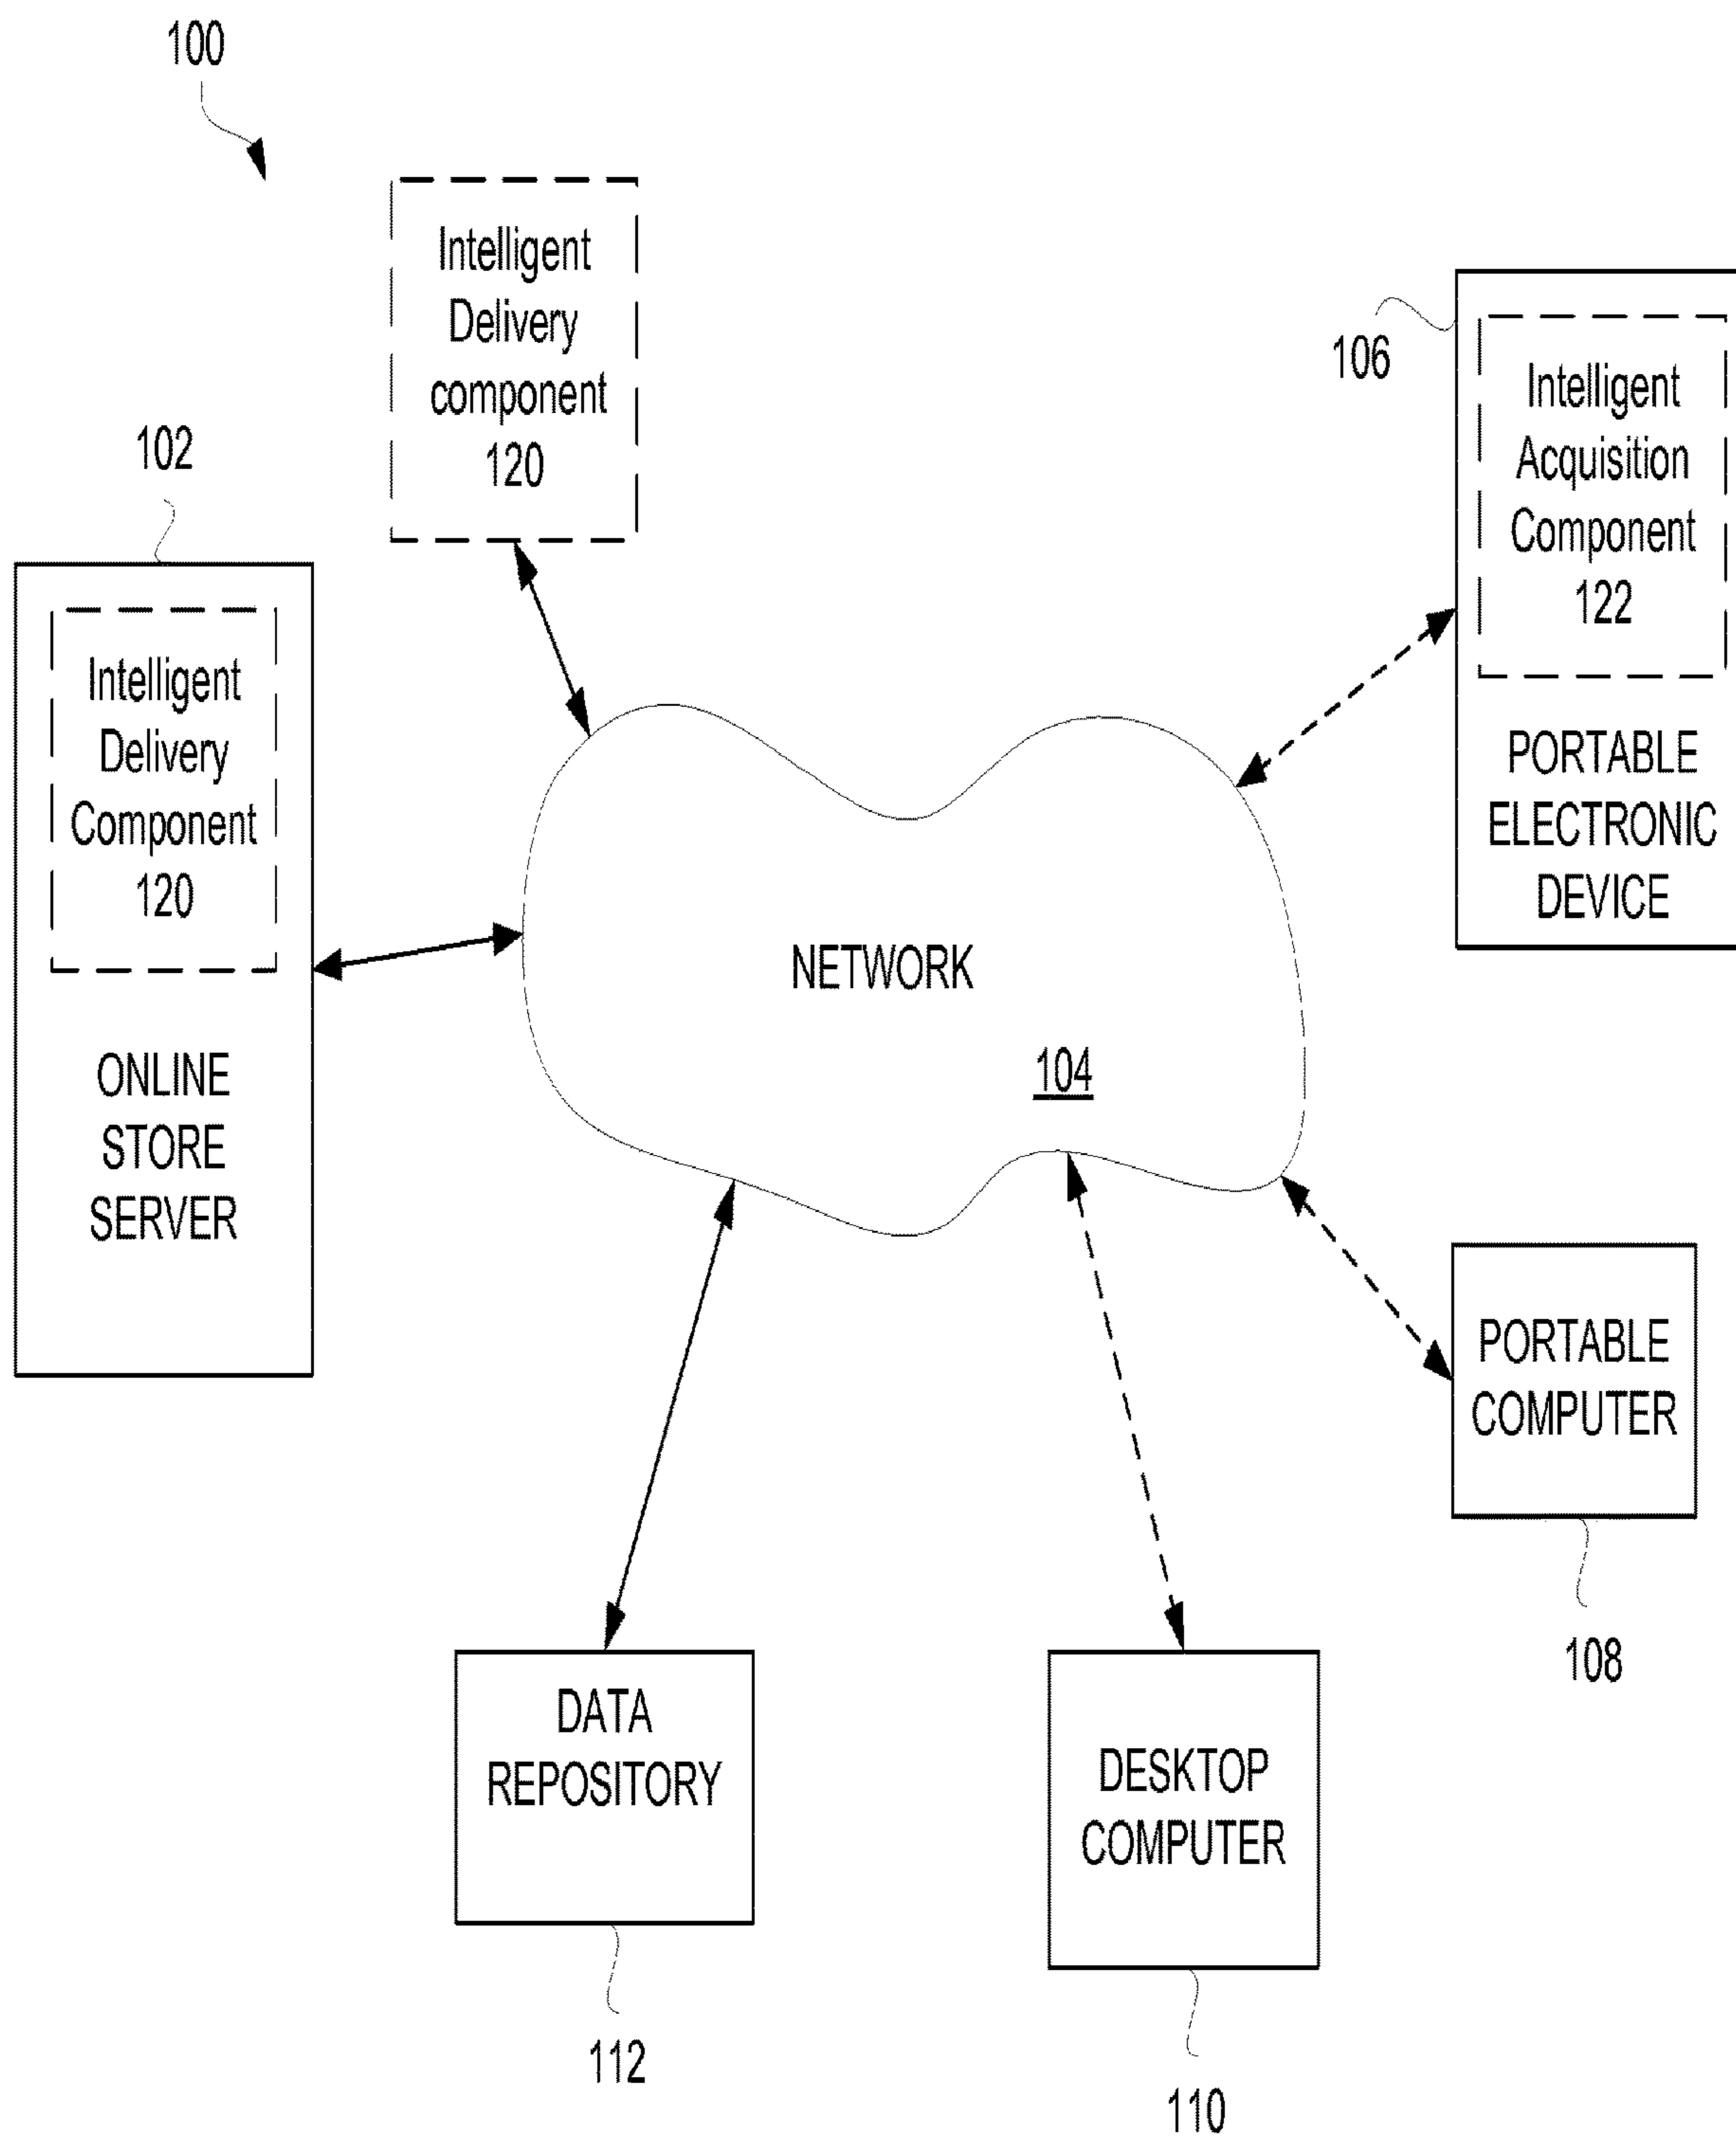 100
Intelligent
Delivery
component
120
106
Intelligent
Acquisition
Component
122
PORTABLE
ELECTRONIC
DEVICE
102
Intelligent
Delivery
Component
120
ONLINE
STORE
SERVER
NETWORK
104
PORTABLE
COMPUTER
108
DATA
REPOSITORY
112
DESKTOP
COMPUTER
110